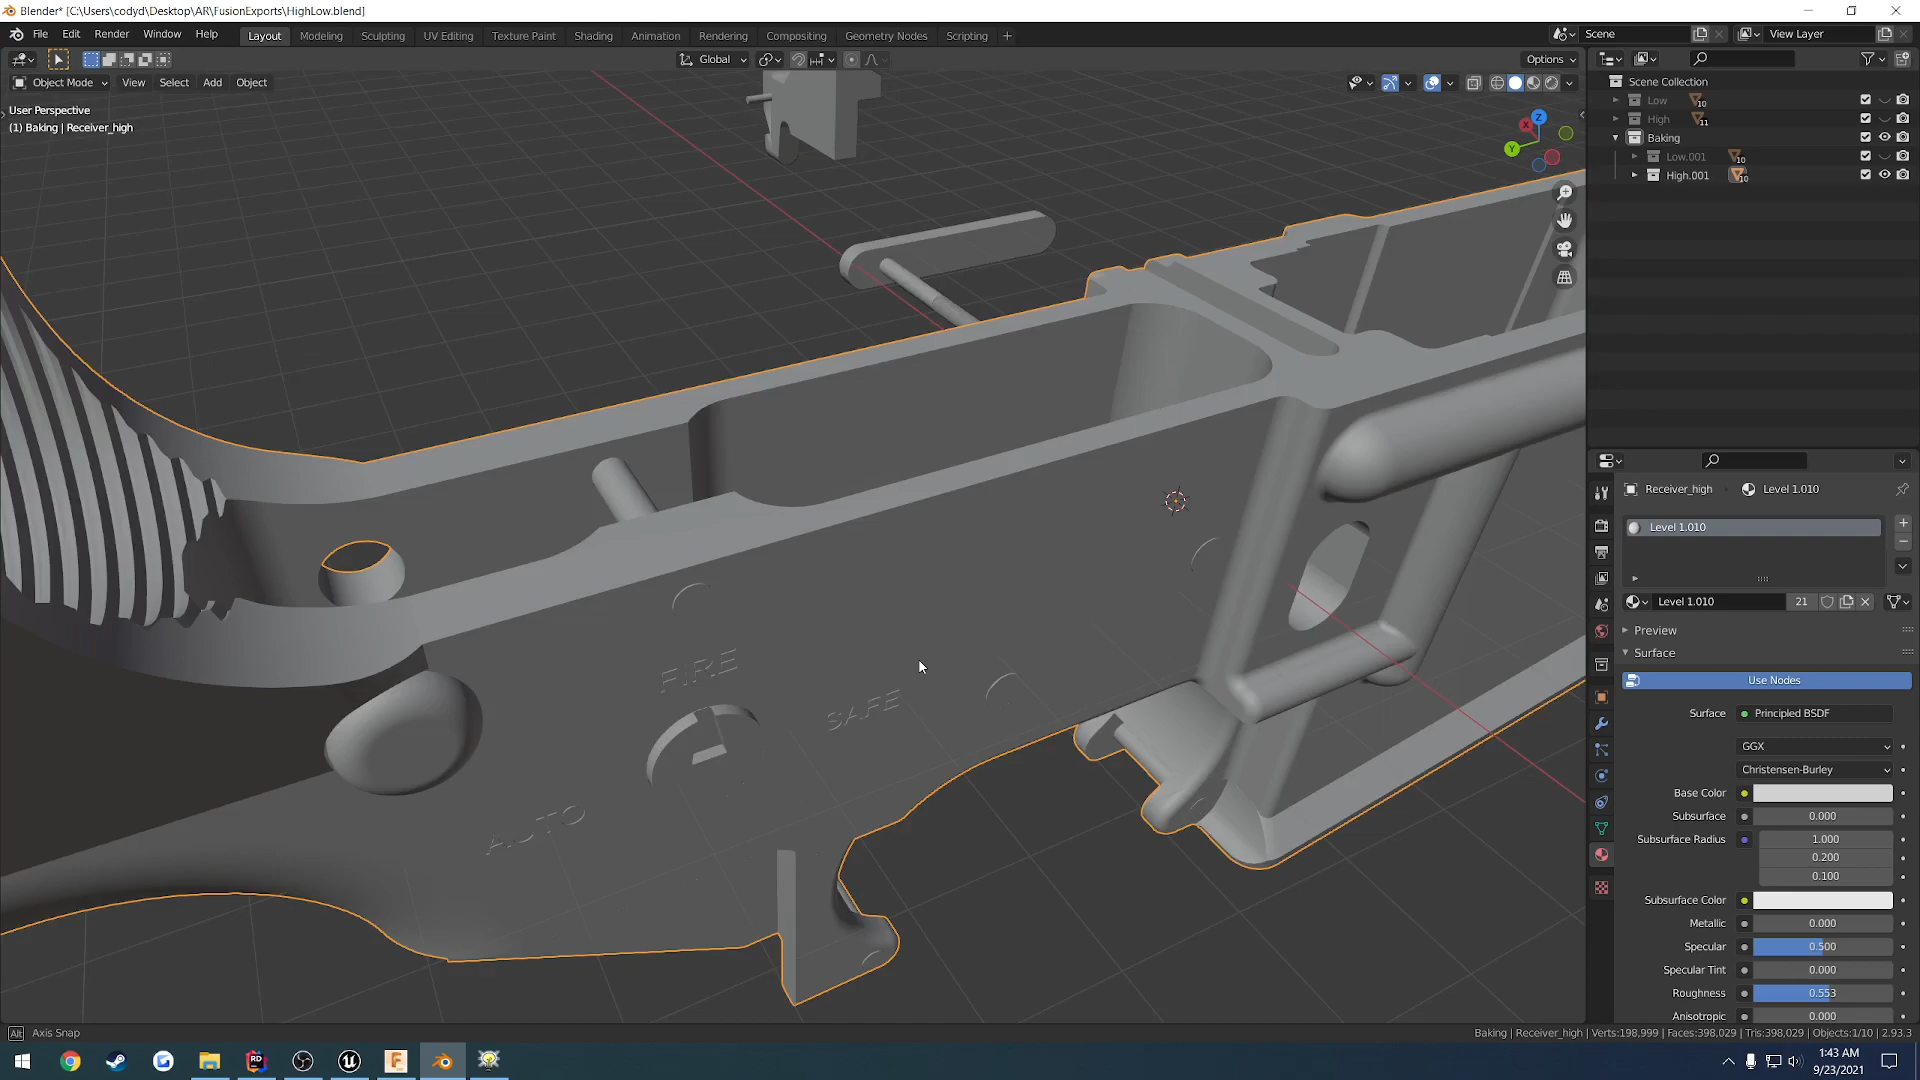 Blender* [C:\Users\codyd\Desktop\AR\FusionExports\HighLow.blend]
File Edit Render Window Help Layout Modeling Sculpting UV Editing Texture Paint Shading Animation Rendering Compositing Geometry Nodes Scripting + Scene View Layer
Global Options
Object Mode View Select Add Object
User Perspective
(1) Baking | Receiver_high
Z
X
Y
FIRE
SAFE
AUTO
Scene Collection
Low 10
High 11
Baking
Low.001 10
High.001 10
Receiver_high Level 1.010
Level 1.010
Level 1.010 21
Preview
Surface
Use Nodes
Surface Principled BSDF
GGX
Christensen-Burley
Base Color
Subsurface 0.000
Subsurface Radius 1.000
0.200
0.100
Subsurface Color
Metallic 0.000
Specular 0.500
Specular Tint 0.000
Roughness 0.553
Anisotropic 0.000
Alt Axis Snap
Baking | Receiver_high | Verts:198,999 | Faces:398,029 | Tris:398,029 | Objects:1/10 | 2.93.3
RD
F
1:43 AM
9/23/2021